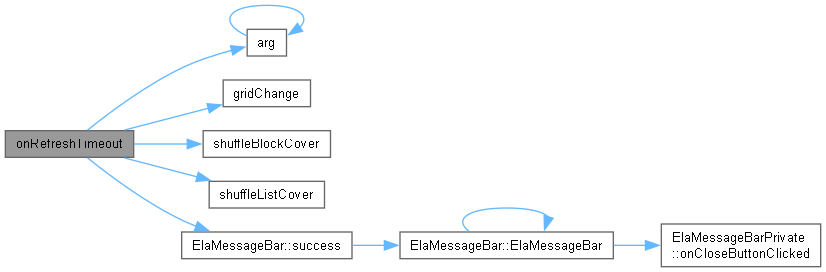 arg
gridChange
onRefreshTimeout
shuffleBlockCover
shuffleListCover
ElaMessageBar::success
ElaMessageBar::ElaMessageBar
ElaMessageBarPrivate
::onCloseButtonClicked